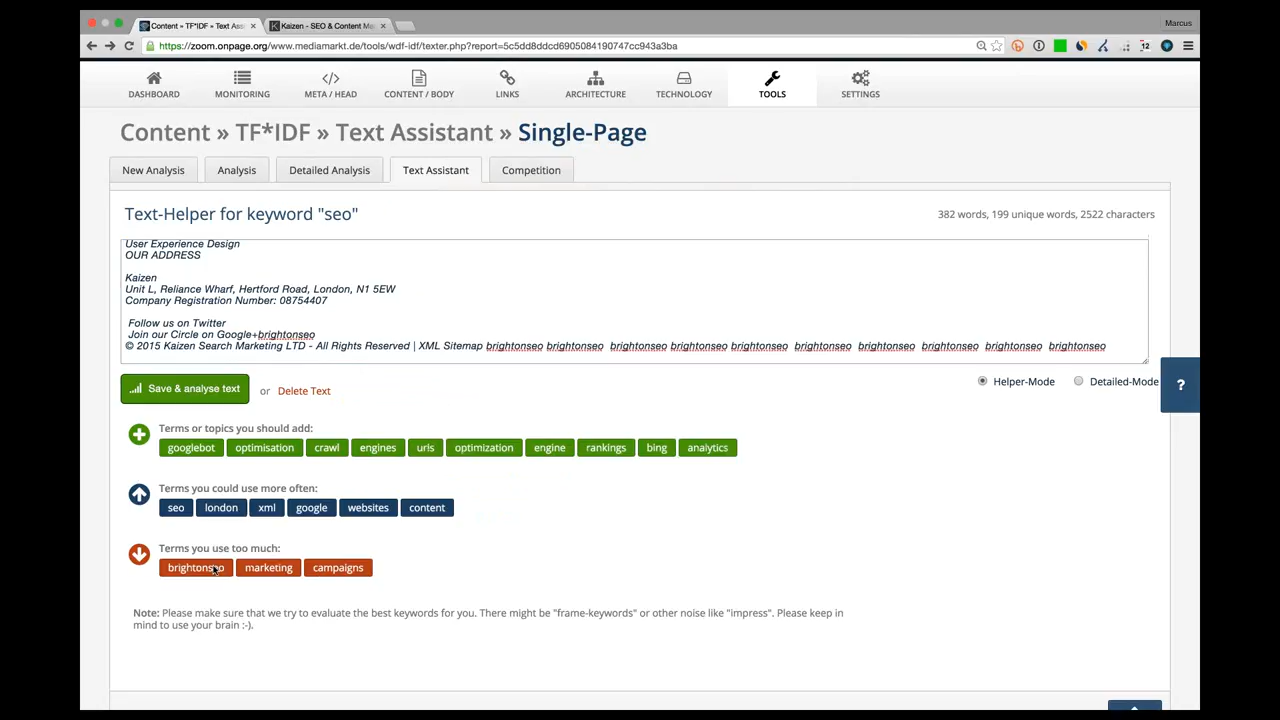 Content » TF*IDF » Text Ass
Kaizen - SEO & Content Ma
Marcus
https://zoom.onpage.org/www.mediamarkt.de/tools/wdf-idf/texter.php?report=5c5dd8ddcd6905084190747cc943a3ba
12
DASHBOARD
MONITORING
META / HEAD
CONTENT / BODY
LINKS
ARCHITECTURE
TECHNOLOGY
TOOLS
SETTINGS
Content » TF*IDF » Text Assistant » Single-Page
New Analysis
Analysis
Detailed Analysis
Text Assistant
Competition
Text-Helper for keyword "seo"
382 words, 199 unique words, 2522 characters
User Experience Design
OUR ADDRESS
Kaizen
Unit L, Reliance Wharf, Hertford Road, London, N1 5EW
Company Registration Number: 08754407
Follow us on Twitter
Join our Circle on Google+brightonseo
© 2015 Kaizen Search Marketing LTD - All Rights Reserved | XML Sitemap brightonseo brightonseo brightonseo brightonseo brightonseo brightonseo brightonseo brightonseo brightonseo brightonseo
Save & analyse text
or
Delete Text
Helper-Mode
Detailed-Mode
?
Terms or topics you should add:
googlebot optimisation crawl engines urls optimization engine rankings bing analytics
Terms you could use more often:
seo london xml google websites content
Terms you use too much:
brightonseo marketing campaigns
Note: Please make sure that we try to evaluate the best keywords for you. There might be "frame-keywords" or other noise like "impress". Please keep in
mind to use your brain :-).